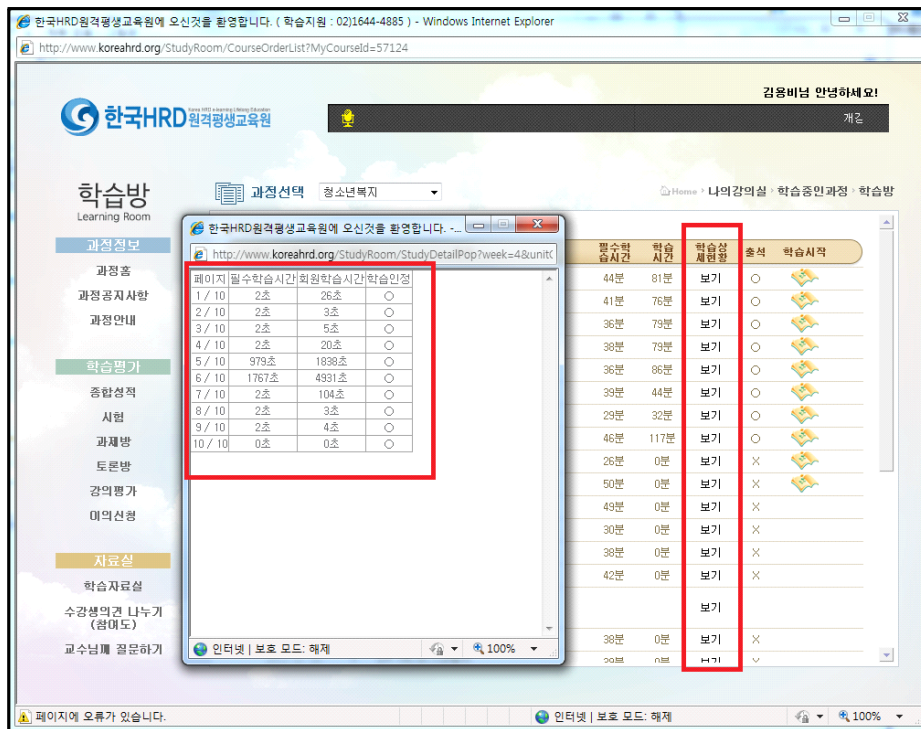 한국HRD원격평생교육원에 오신것을 환영합니다. ( 학습지원 : 02)1644-4885 ) - Windows Internet Explorer
http://www.koreahrd.org/StudyRoom/CourseOrderList?MyCourseId=57124
김용비님 안녕하세요!
한국HRD원격평생교육원
개강
학습방
Learning Room
과정선택 청소년복지
Home > 나의강의실 > 학습중인과정 > 학습방
과정정보
과정홈
과정공지사항
과정안내
학습평가
종합성적
시험
과제방
토론방
강의평가
이의신청
자료실
학습자료실
수강생의견 나누기
(참여도)
교수님께 질문하기
한국HRD원격평생교육원에 오신것을 환영합니다. -...
http://www.koreahrd.org/StudyRoom/StudyDetailPop?week=4&unit(
페이지 필수학습시간 회원학습시간 학습인정
1 / 10 2초 26초 ○
2 / 10 2초 3초 ○
3 / 10 2초 5초 ○
4 / 10 2초 20초 ○
5 / 10 979초 1838초 ○
6 / 10 1767초 4931초 ○
7 / 10 2초 104초 ○
8 / 10 2초 3초 ○
9 / 10 2초 4초 ○
10 / 10 0초 0초 ○
인터넷 | 보호 모드: 해제 100%
필수학습시간 학습시간 학습상세현황 출석 학습시작
44분 81분 보기 ○
41분 76분 보기 ○
36분 79분 보기 ○
38분 79분 보기 ○
36분 86분 보기 ○
39분 44분 보기 ○
29분 32분 보기 ○
46분 117분 보기 ○
26분 0분 보기 X
50분 0분 보기 X
49분 0분 보기 X
30분 0분 보기 X
38분 0분 보기 X
42분 0분 보기 X
보기
38분 0분 보기 X
39분 0분 보기 X
페이지에 오류가 있습니다.
인터넷 | 보호 모드: 해제 100%